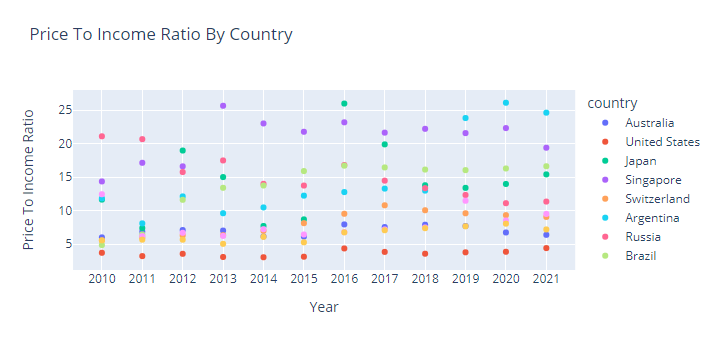 Price To Income Ratio By Country
Price To Income Ratio
25
20
15
10
5
2010 2011 2012 2013 2014 2015 2016 2017 2018 2019 2020 2021
Year
country
Australia
United States
Japan
Singapore
Switzerland
Argentina
Russia
Brazil